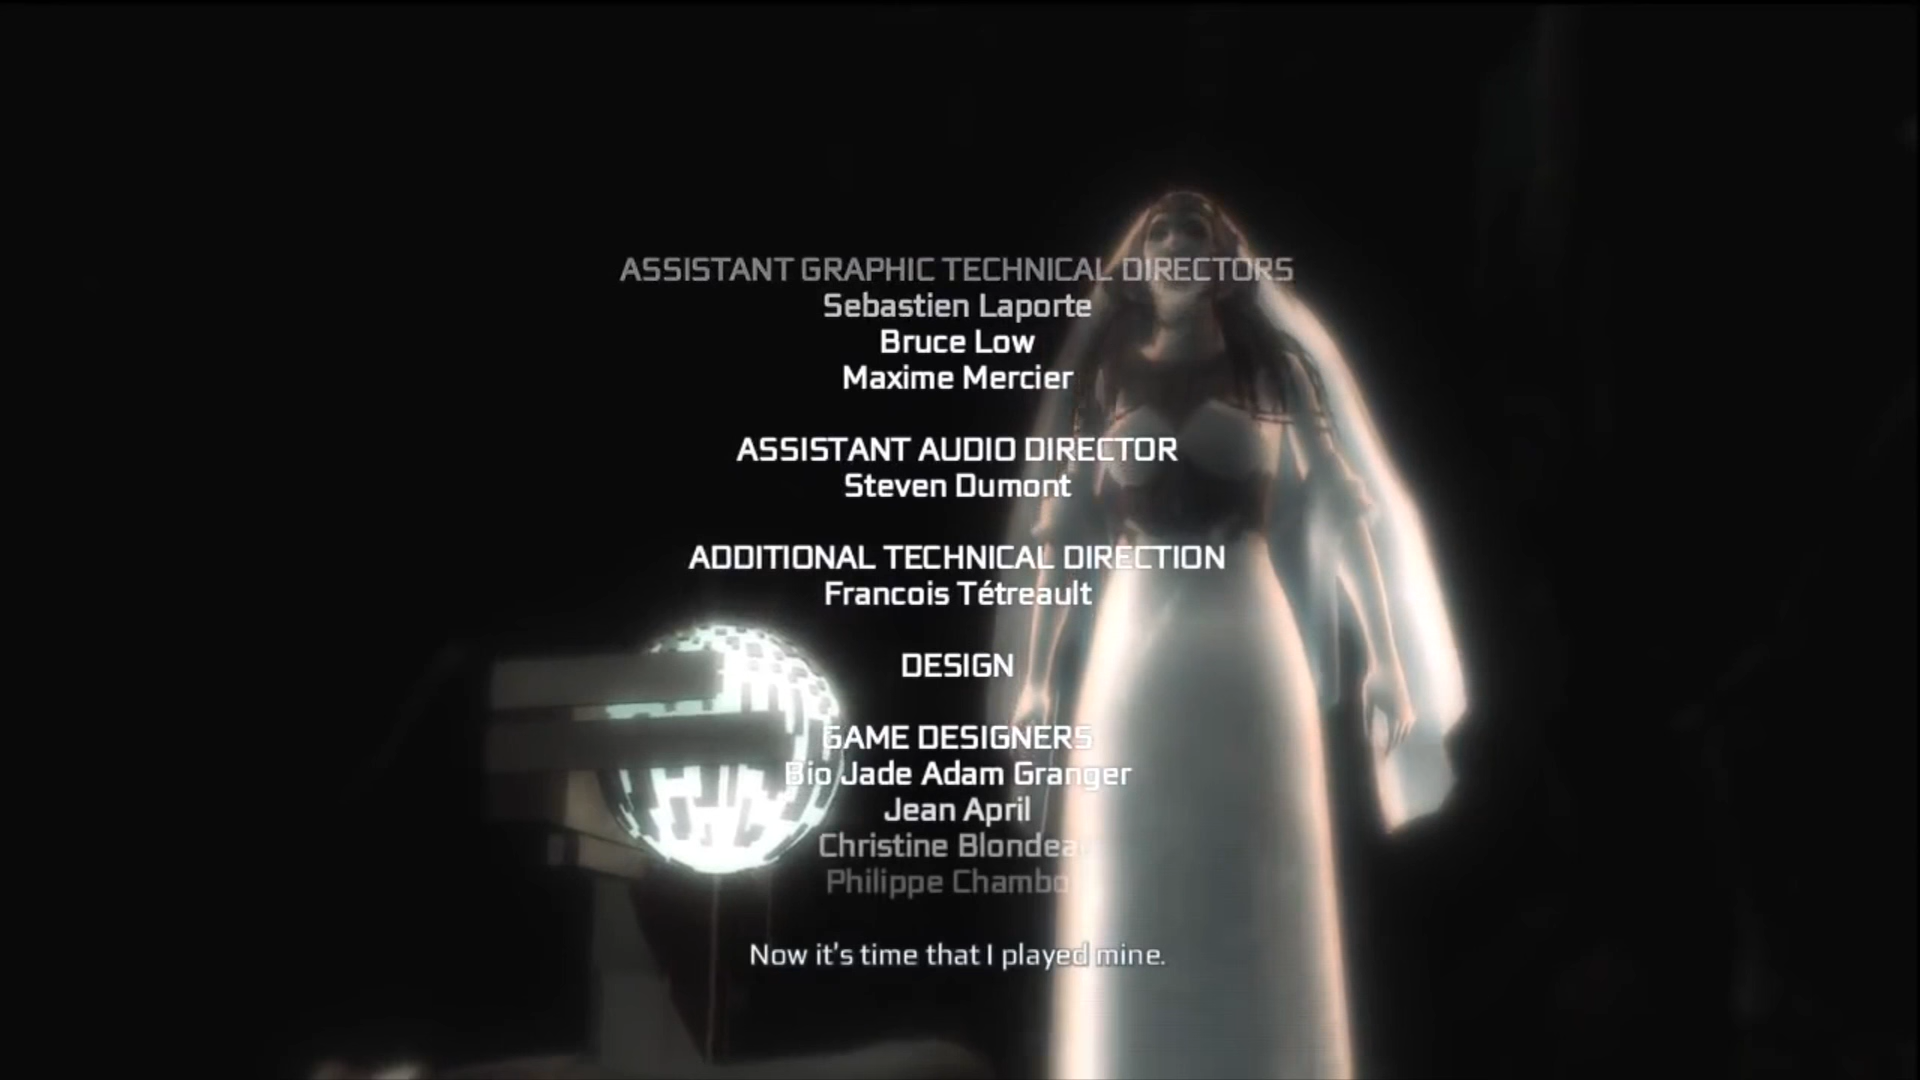 ASSISTANT GRAPHIC TECHNICAL DIRECTORS
Sebastien Laporte
Bruce Low
Maxime Mercier
ASSISTANT AUDIO DIRECTOR
Steven Dumont
ADDITIONAL TECHNICAL DIRECTION
Francois Tétreault
DESIGN
GAME DESIGNERS
Bio Jade Adam Granger
Jean April
Christine
Philippe
Now it's time that I played mine.